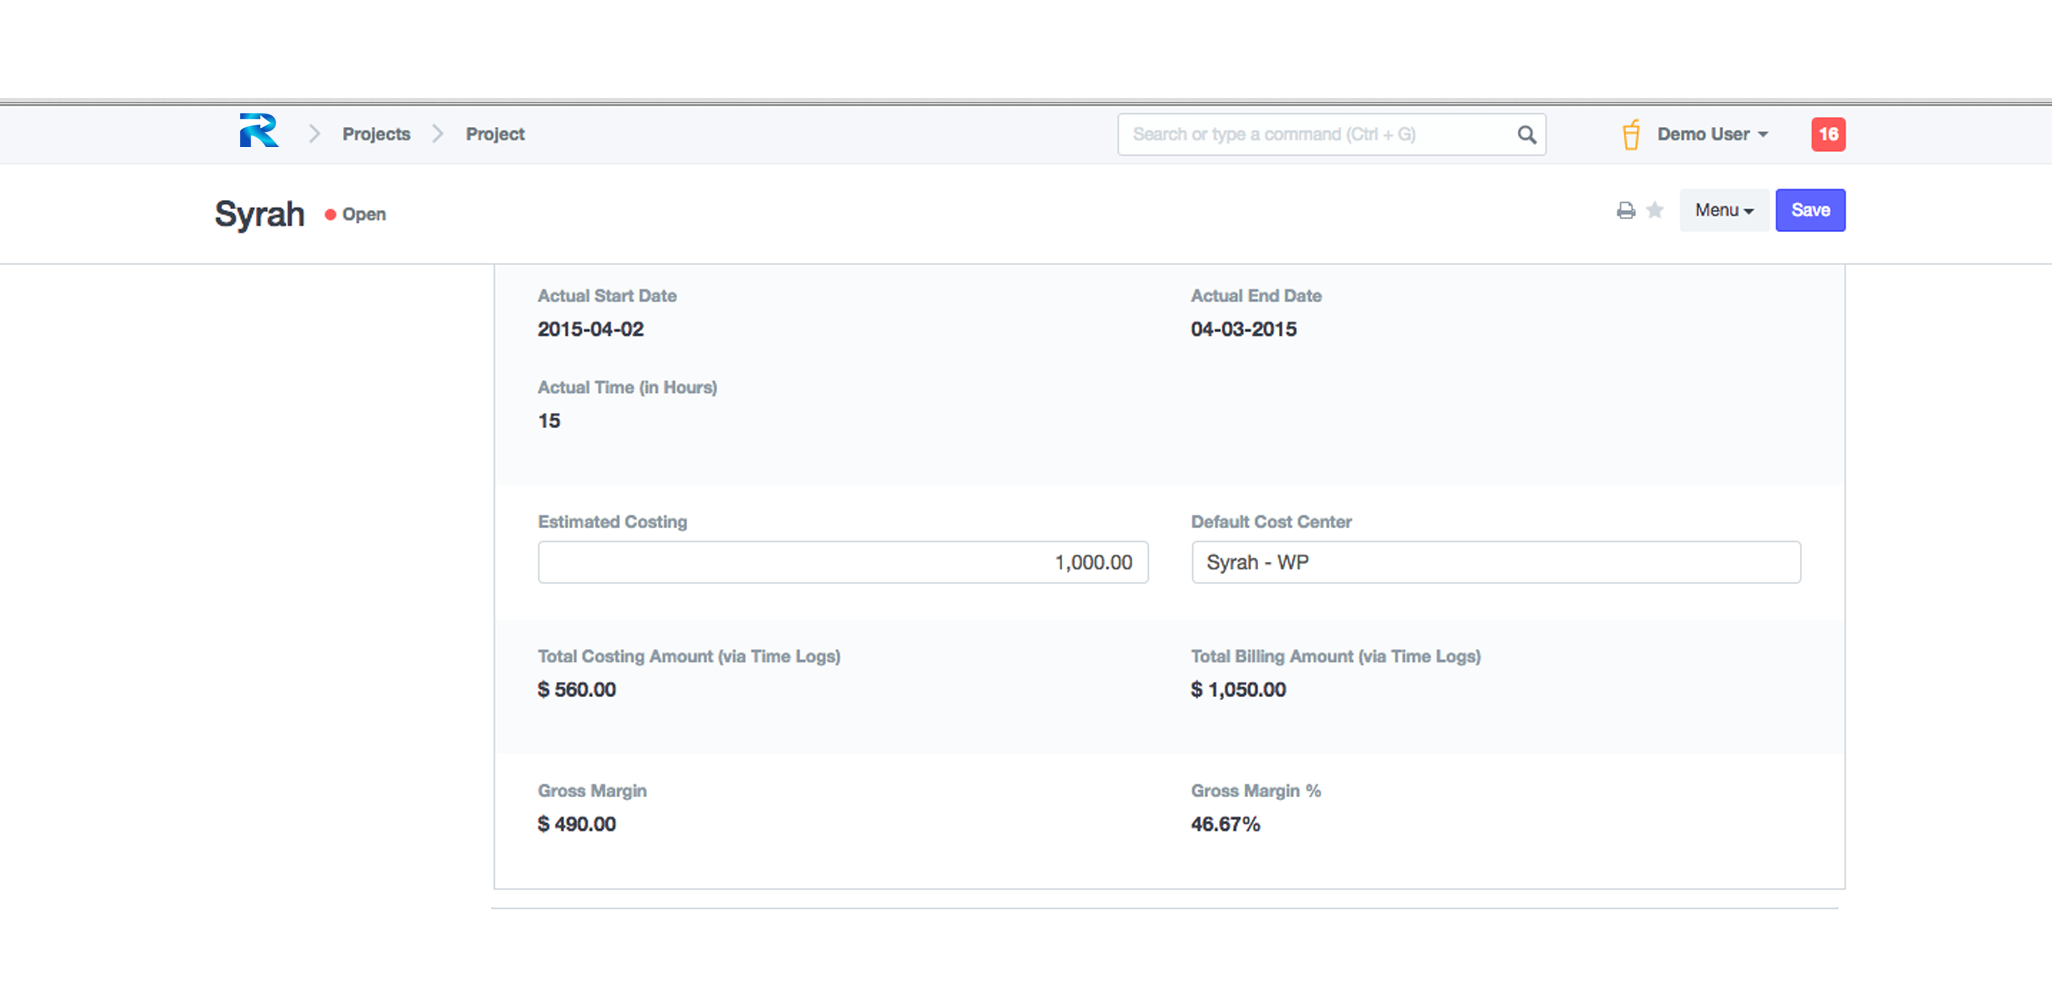 Projects Project Search or type a command (Ctrl + G) Demo User 16
Syrah Open Menu Save
Actual Start Date Actual End Date
2015-04-02 04-03-2015
Actual Time (in Hours)
15
Estimated Costing Default Cost Center
1,000.00 Syrah - WP
Total Costing Amount (via Time Logs) Total Billing Amount (via Time Logs)
$ 560.00 $ 1,050.00
Gross Margin Gross Margin %
$ 490.00 46.67%